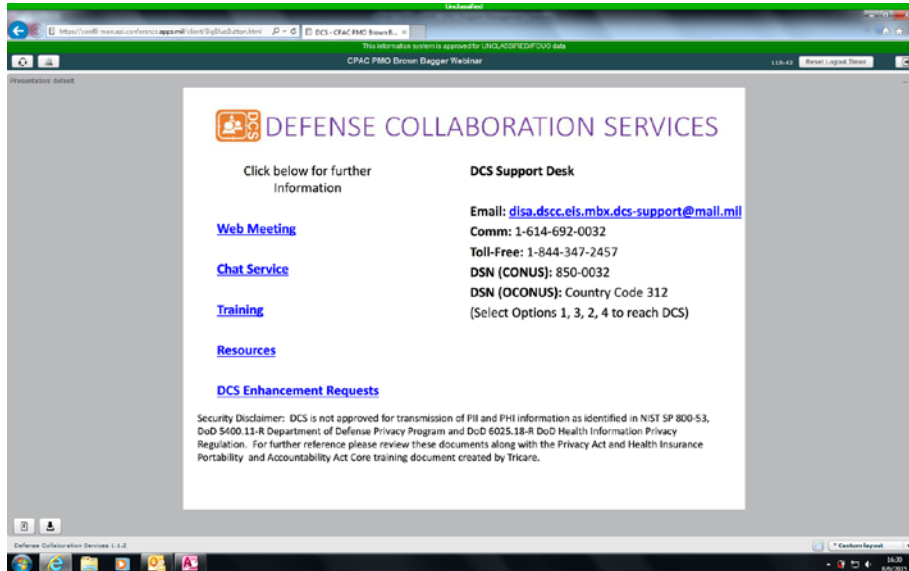 Unclassified
DCS - CPAC PMO Brown B...
This information system is approved for UNCLASSIFIED//FOUO data
CPAC PMO Brown Bagger Webinar
Reset Logout Timer
Presentation: default
DCS
DEFENSE COLLABORATION SERVICES
Click below for further
Information
Web Meeting
Chat Service
Training
Resources
DCS Enhancement Requests
DCS Support Desk
Email: disa.dscc.eis.mbx.dcs-support@mail.mil
Comm: 1-614-692-0032
Toll-Free: 1-844-347-2457
DSN (CONUS): 850-0032
DSN (OCONUS): Country Code 312
(Select Options 1, 3, 2, 4 to reach DCS)
Security Disclaimer: DCS is not approved for transmission of PII and PHI information as identified in NIST SP 800-53,
DoD 5400.11-R Department of Defense Privacy Program and DoD 6025.18-R DoD Health Information Privacy
Regulation. For further reference please review these documents along with the Privacy Act and Health Insurance
Portability and Accountability Act Core training document created by Tricare.
Defense Collaboration Services 1.1.2
* Custom layout
16:30